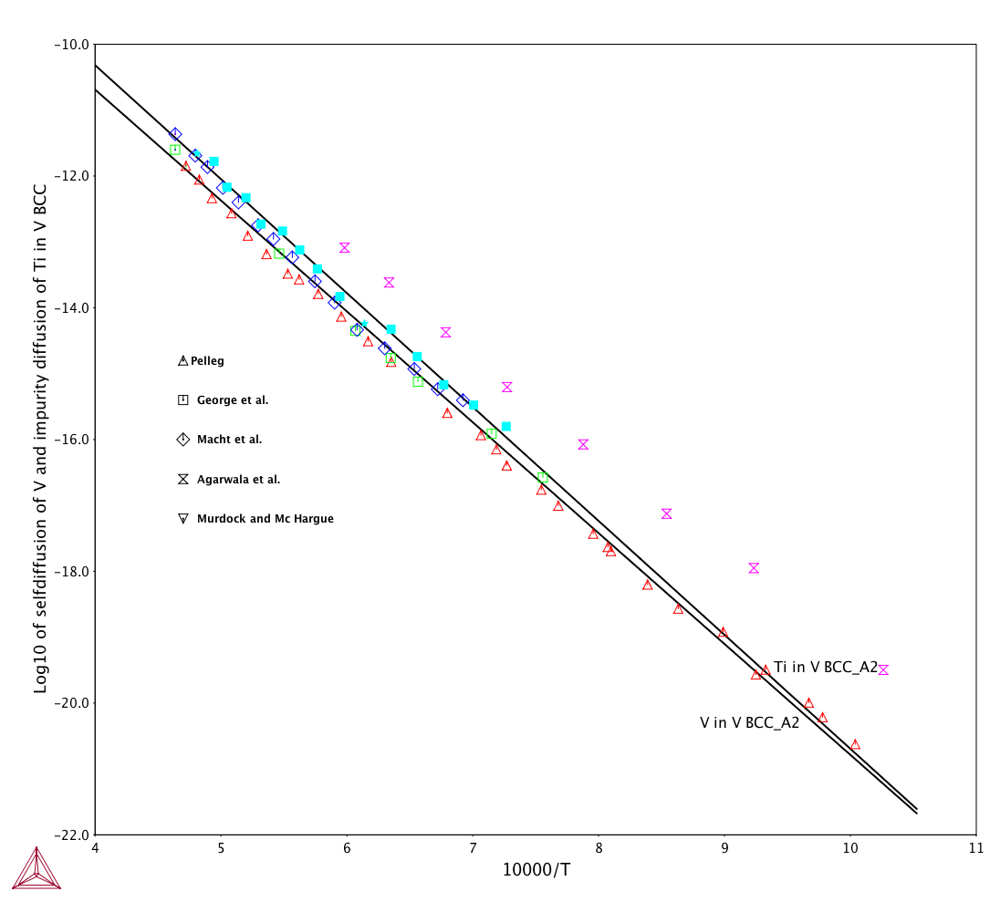 −10.0
−12.0
−14.0
−16.0
−18.0
−20.0
−22.0
Log10 of selfdiffusion of V and impurity diffusion of Ti in V BCC
Pelleg
George et al.
Macht et al.
Agarwala et al.
Murdock and Mc Hargue
Ti in V BCC_A2
V in V BCC_A2
4 5 6 7 8 9 10 11
10000/T